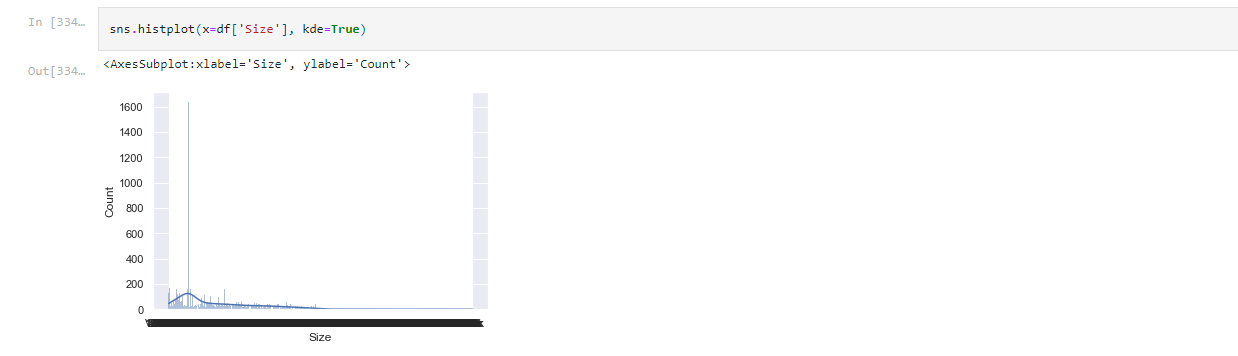 In [334…
sns.histplot(x=df['Size'], kde=True)
Out[334…
<AxesSubplot:xlabel='Size', ylabel='Count'>
1600
1400
1200
1000
800
600
400
200
0
Count
Size